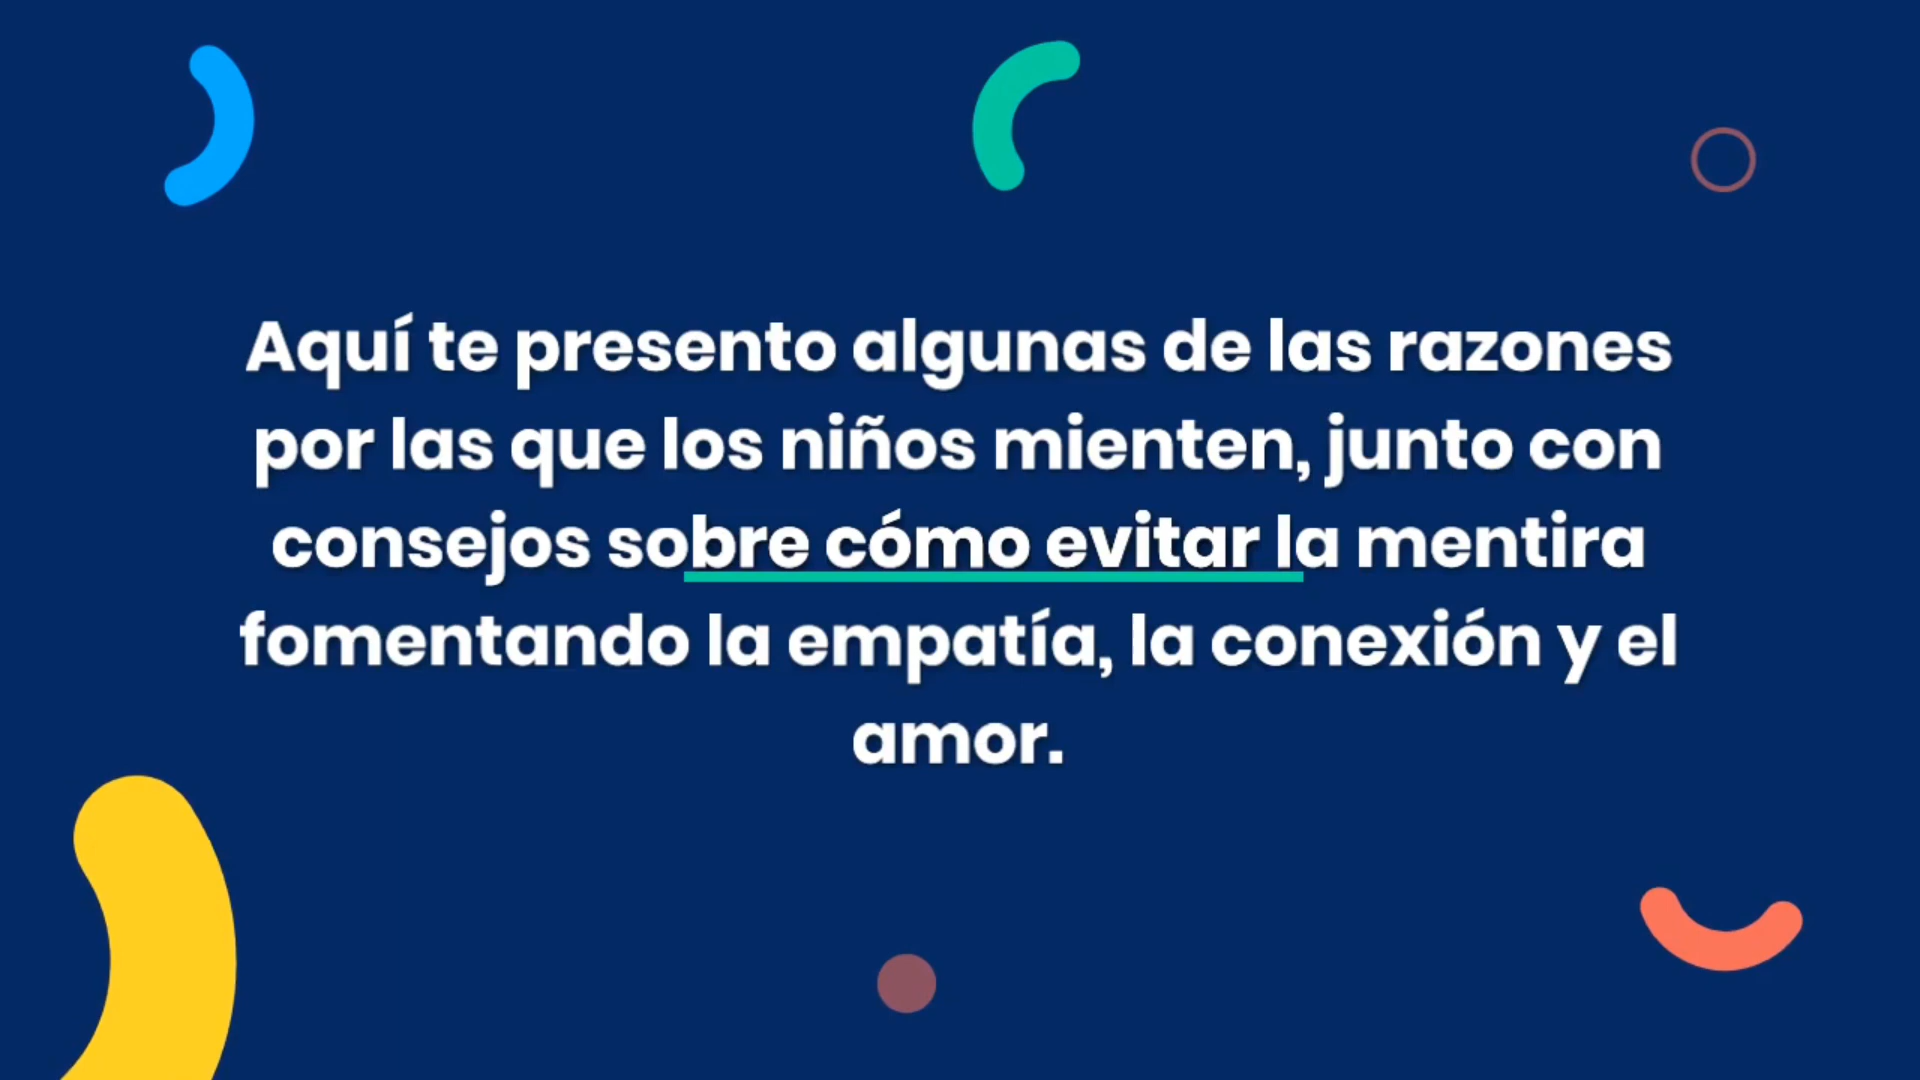 Aquí te presento algunas de las razones
por las que los niños mienten, junto con
consejos sobre cómo evitar la mentira
fomentando la empatía, la conexión y el
amor.